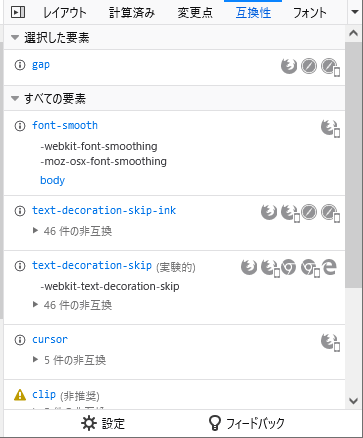 レイアウト 計算済み 変更点 互換性 フォント
選択した要素
gap
すべての要素
font-smooth
-webkit-font-smoothing
-moz-osx-font-smoothing
body
text-decoration-skip-ink
46 件の非互換
text-decoration-skip (実験的)
-webkit-text-decoration-skip
46 件の非互換
cursor
5 件の非互換
clip (非推奨)
設定 フィードバック